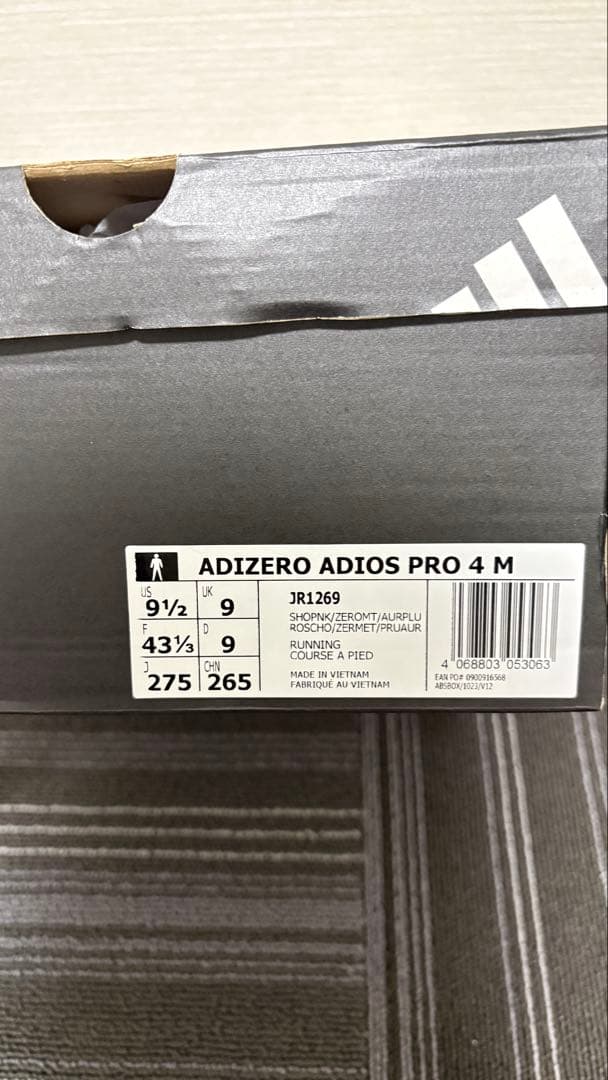 ADIZERO ADIOS PRO 4 M
US 9½ UK 9
F 43⅓ D 9
J 275 CHN 265
JR1269
SHOPNK/ZEROMT/AURPLU
ROSCHO/ZERMET/PRUAUR
RUNNING
COURSE A PIED
MADE IN VIETNAM
FABRIQUÉ AU VIETNAM
4 068803 053063
EAN PO# 0900916568
ABSBOX/1023/V12